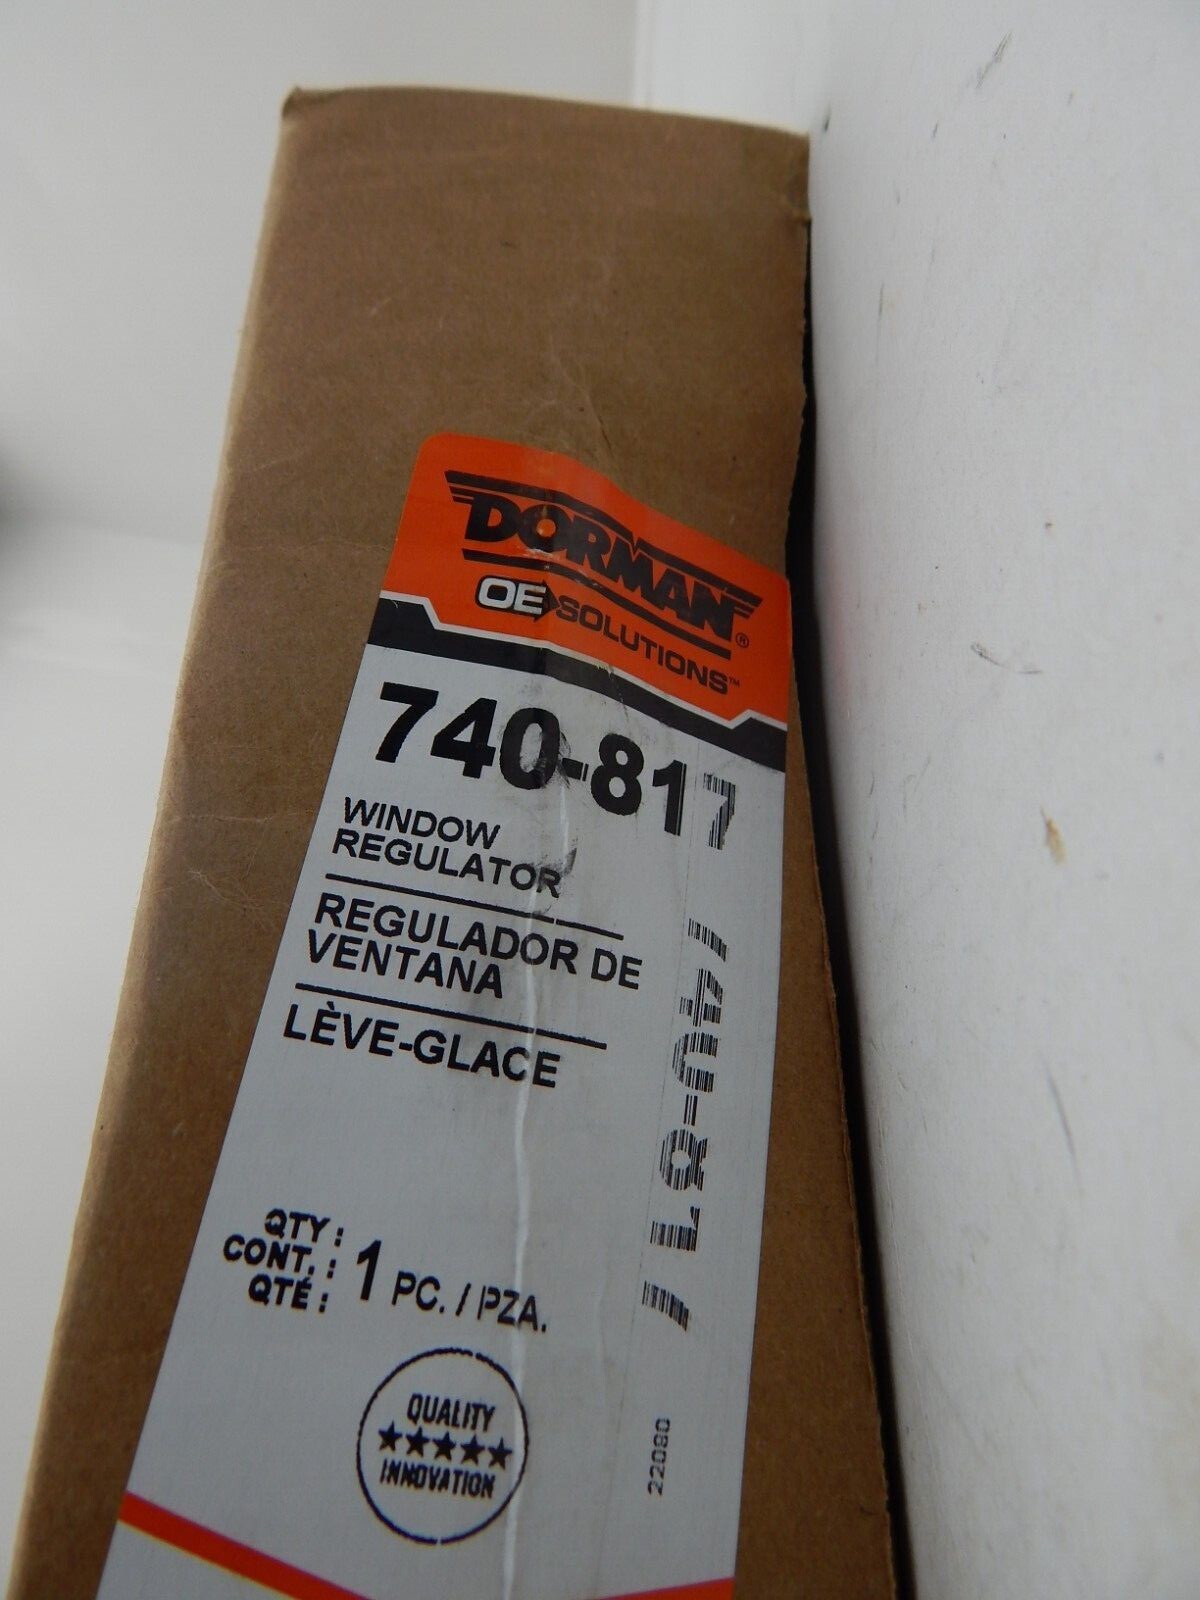 DORMAN®
OE SOLUTIONS™
740-817
WINDOW
REGULATOR
REGULADOR DE
VENTANA
LÈVE-GLACE
QTY:
CONT.:
QTÉ:
1 PC. / PZA.
QUALITY
★★★★★
INNOVATION
22080